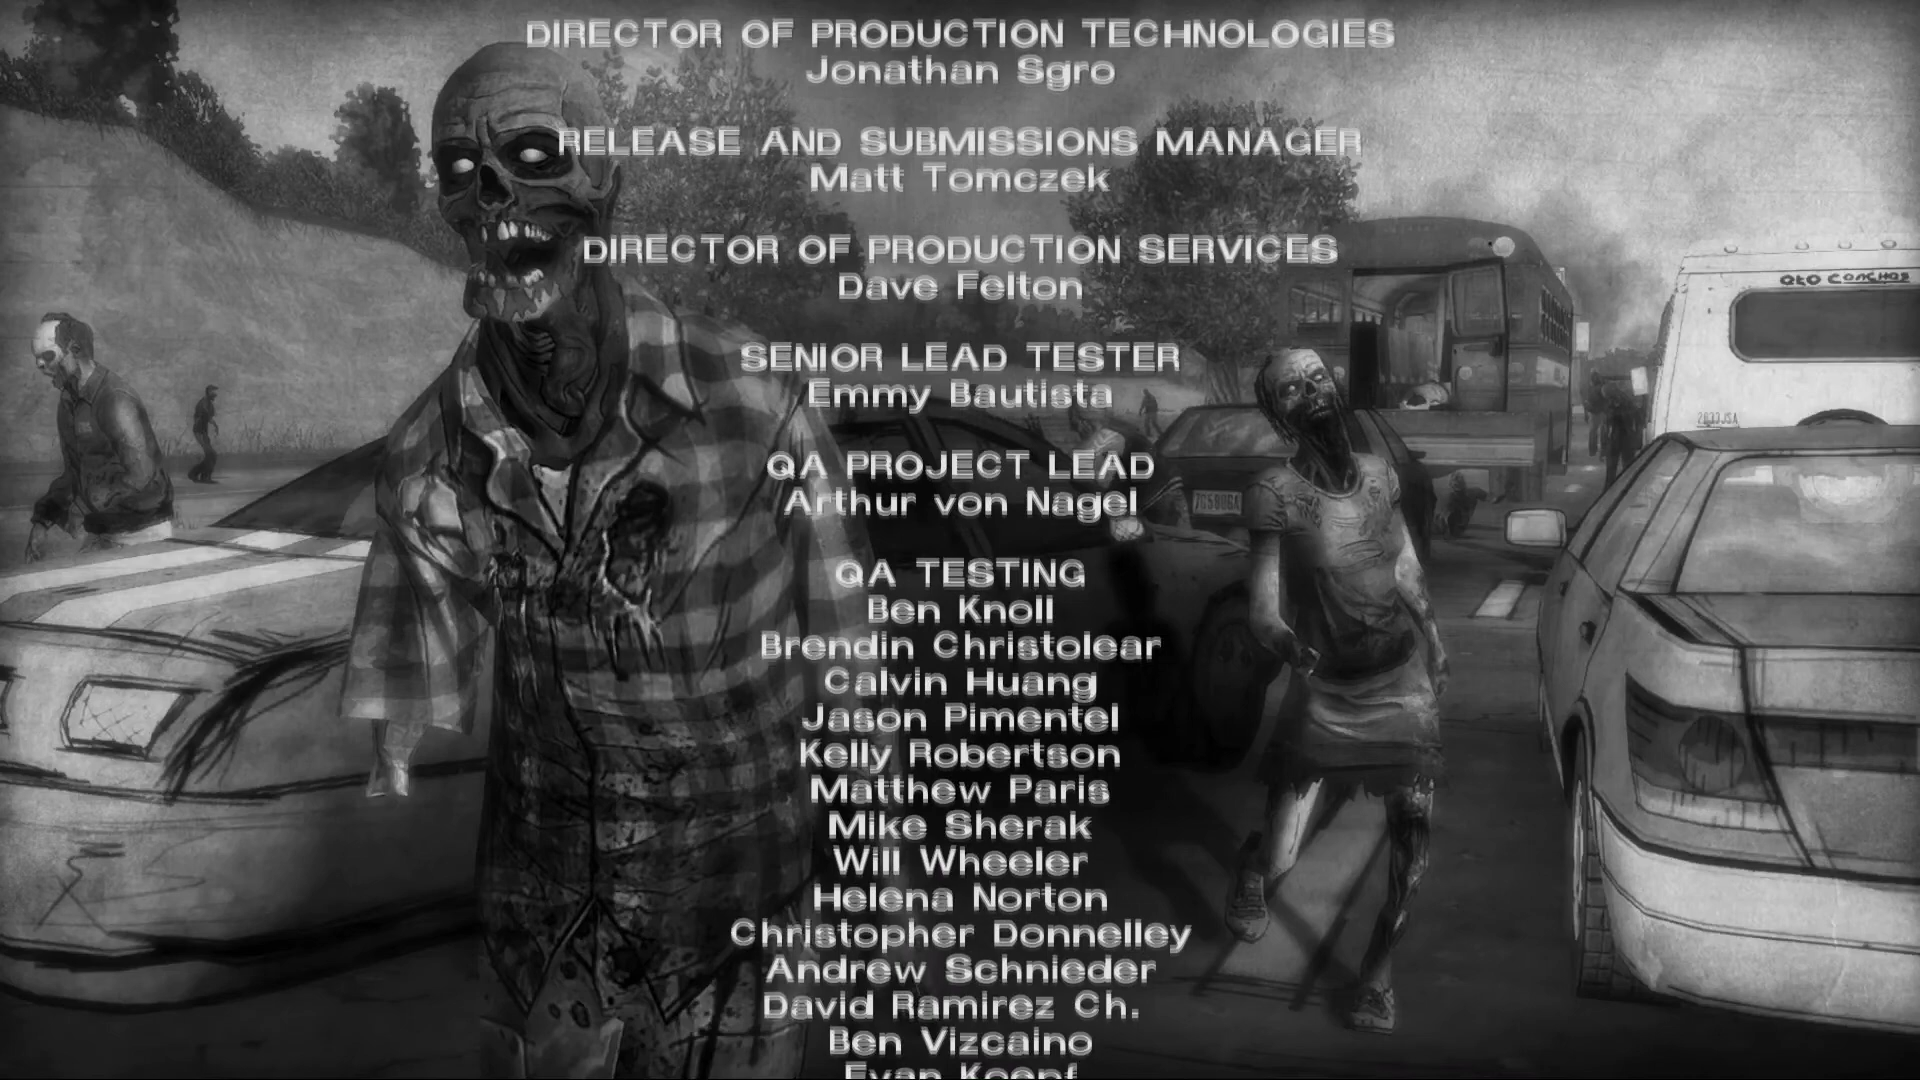 DIRECTOR OF PRODUCTION TECHNOLOGIES
Jonathan Sgro
RELEASE AND SUBMISSIONS MANAGER
Matt Tomczek
DIRECTOR OF PRODUCTION SERVICES
Dave Felton
SENIOR LEAD TESTER
Emmy Bautista
QA PROJECT LEAD
Arthur von Nagel
QA TESTING
Ben Knoll
Brendin Christolear
Calvin Huang
Jason Pimentel
Kelly Robertson
Matthew Paris
Mike Sherak
Will Wheeler
Helena Norton
Christopher Donnelley
Andrew Schnieder
David Ramirez Ch.
Ben Vizcaino
Evan